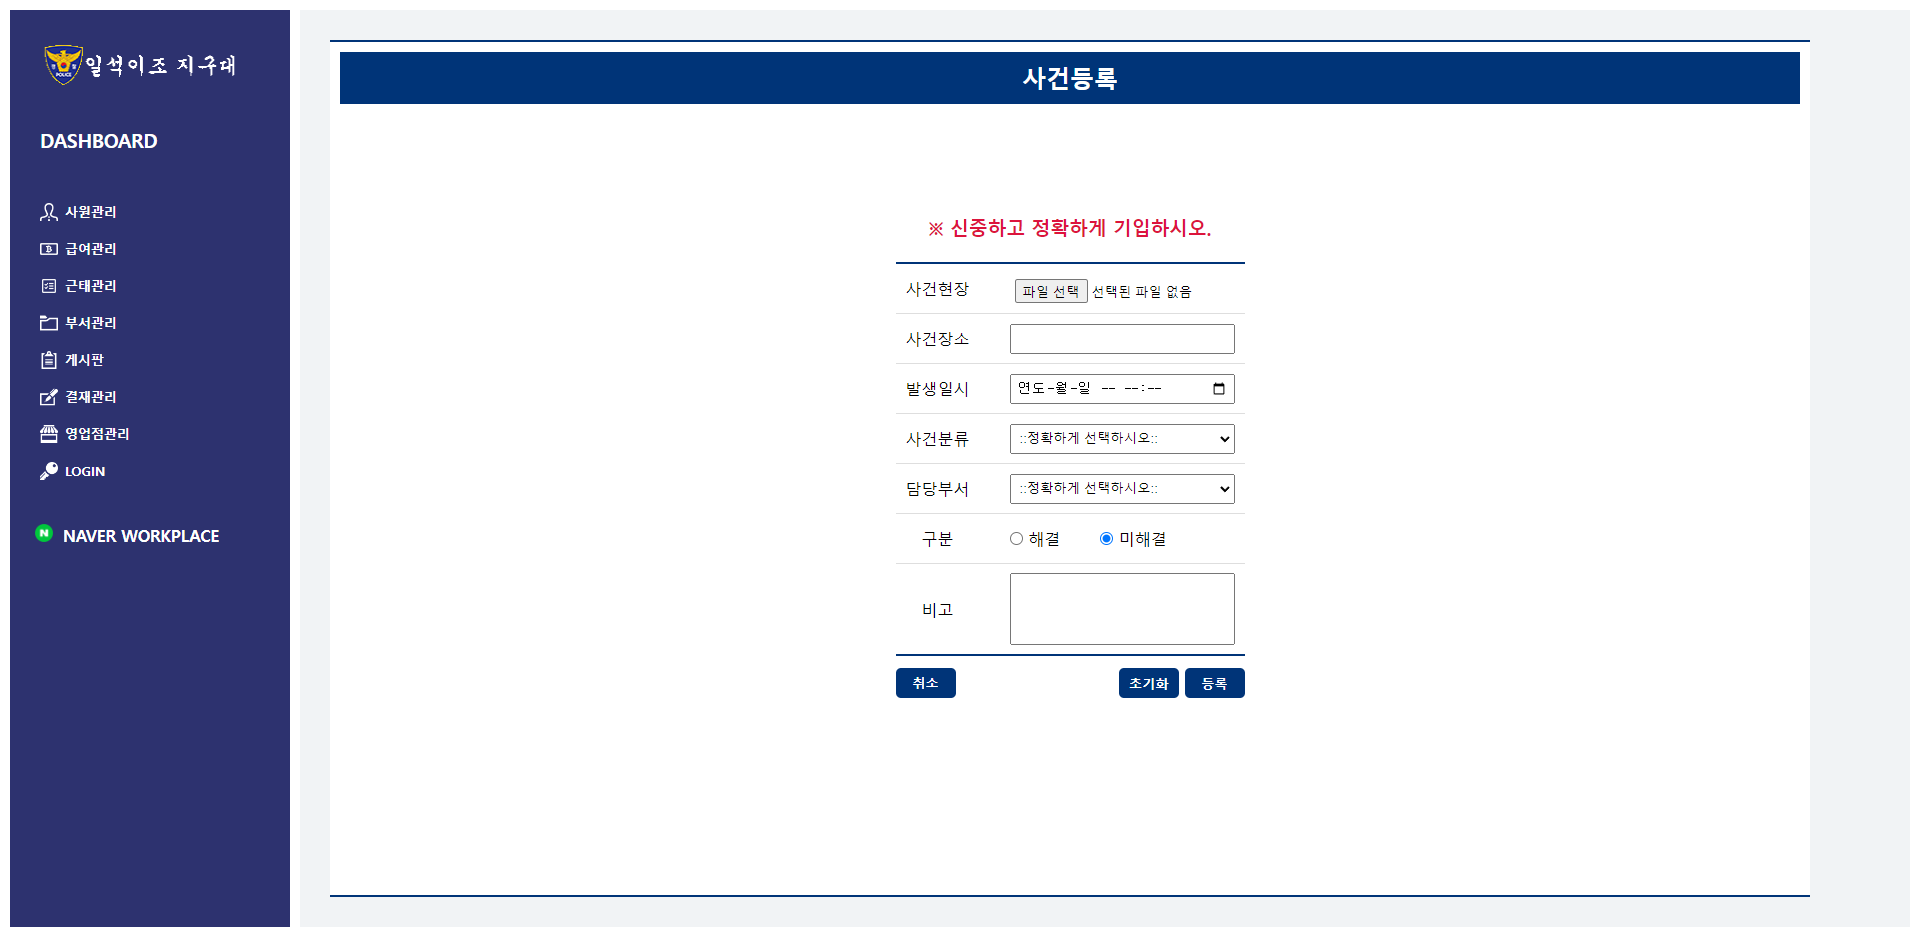 일석이조 지구대
DASHBOARD
사원관리
급여관리
근태관리
부서관리
게시판
결재관리
영업점관리
LOGIN
NAVER WORKPLACE
사건등록
※ 신중하고 정확하게 기입하시오.
사건현장 파일 선택 선택된 파일 없음
사건장소
발생일시 연도-월-일 -- --:--
사건분류 ::정확하게 선택하시오::
담당부서 ::정확하게 선택하시오::
구분 해결 미해결
비고
취소 초기화 등록